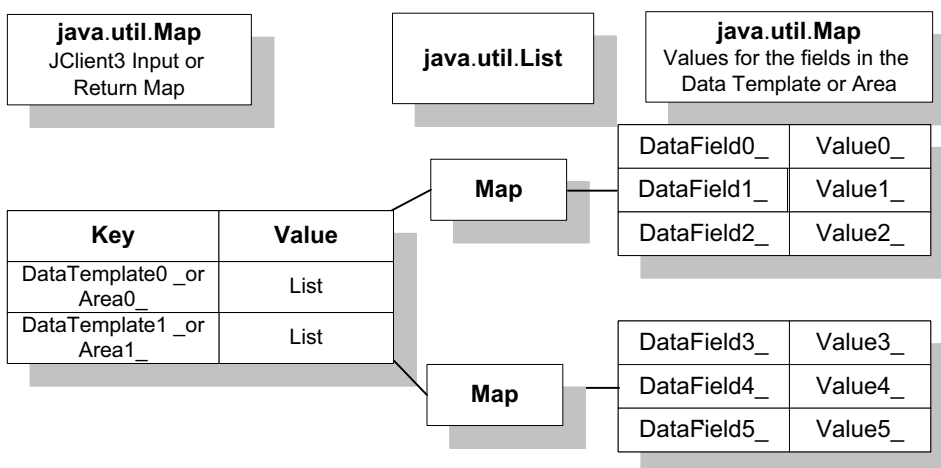 java.util.Map
JClient3 Input or
Return Map
java.util.List
java.util.Map
Values for the fields in the
Data Template or Area
DataField0_ Value0_
DataField1_ Value1_
DataField2_ Value2_
Map
Key Value
DataTemplate0 _or
Area0_
List
DataTemplate1 _or
Area1_
List
Map
DataField3_ Value3_
DataField4_ Value4_
DataField5_ Value5_